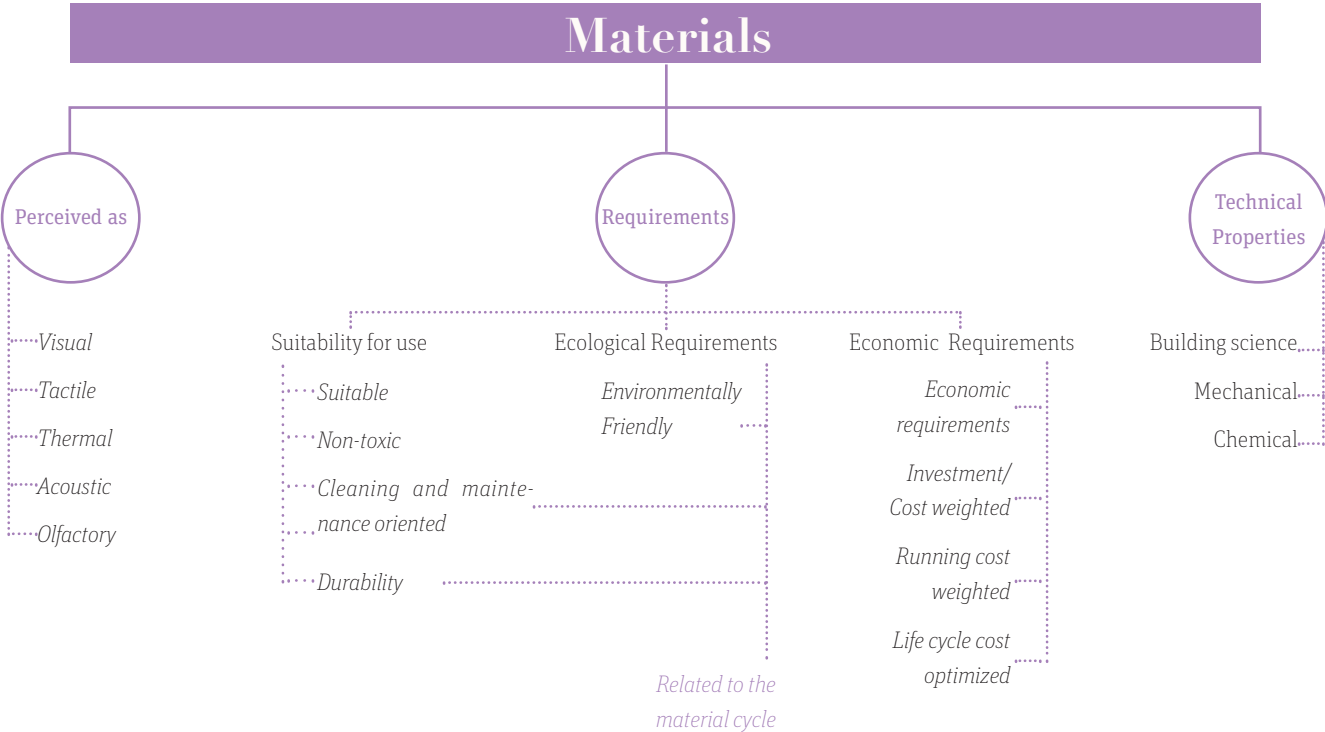 Materials
Perceived as
Requirements
Technical
Properties
Visual
Tactile
Thermal
Acoustic
Olfactory
Suitability for use
Suitable
Non-toxic
Cleaning and mainte-
nance oriented
Durability
Ecological Requirements
Environmentally
Friendly
Related to the
material cycle
Economic Requirements
Economic
requirements
Investment/
Cost weighted
Running cost
weighted
Life cycle cost
optimized
Building science
Mechanical
Chemical